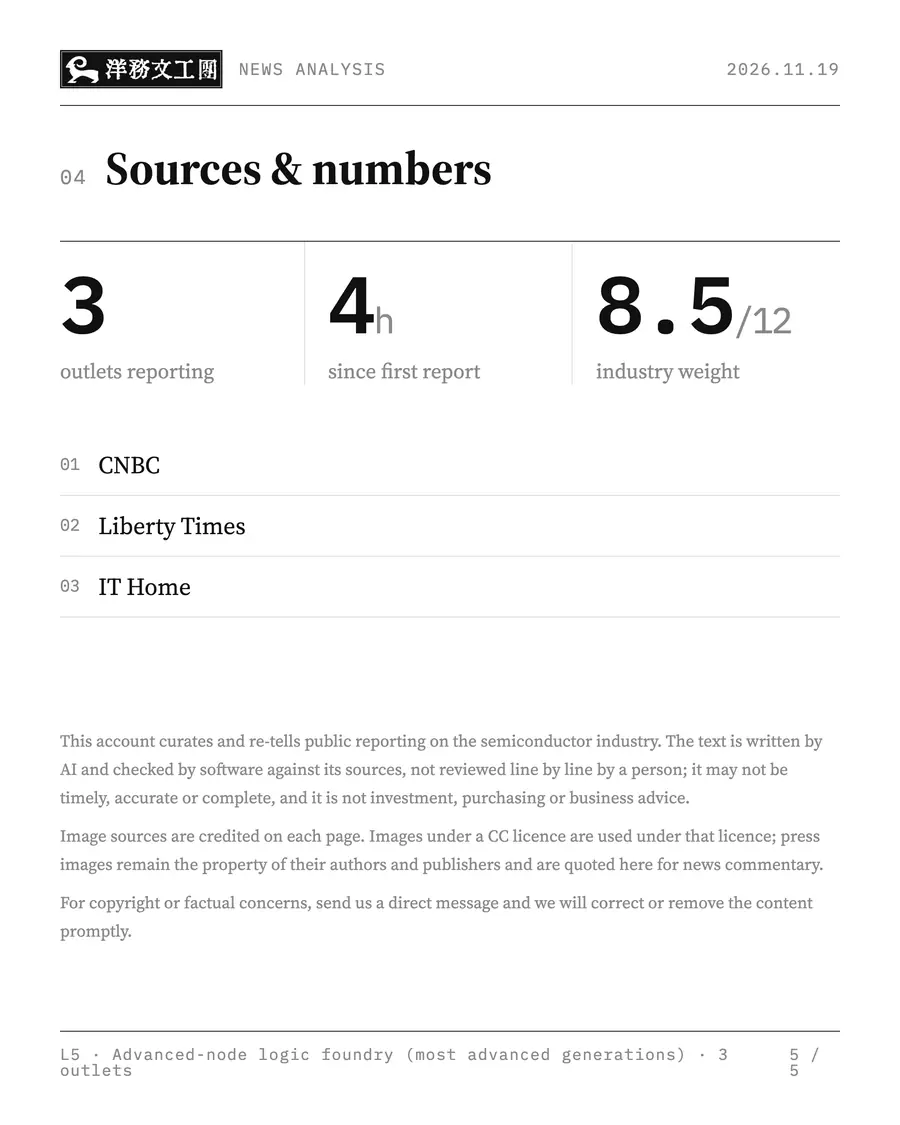 洋務文工團 NEWS ANALYSIS 2026.11.19
04 Sources & numbers
3 4h 8.5/12
outlets reporting since first report industry weight
01 CNBC
02 Liberty Times
03 IT Home
This account curates and re-tells public reporting on the semiconductor industry. The text is written by
AI and checked by software against its sources, not reviewed line by line by a person; it may not be
timely, accurate or complete, and it is not investment, purchasing or business advice.
Image sources are credited on each page. Images under a CC licence are used under that licence; press
images remain the property of their authors and publishers and are quoted here for news commentary.
For copyright or factual concerns, send us a direct message and we will correct or remove the content
promptly.
L5 · Advanced-node logic foundry (most advanced generations) · 3 5 /
outlets 5